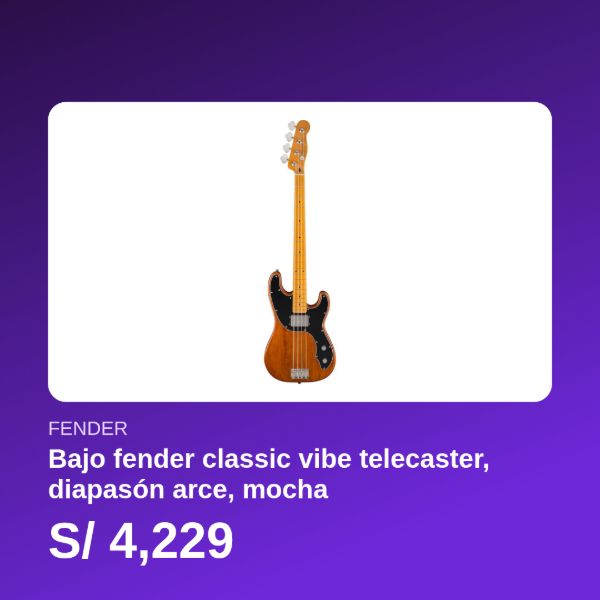 FENDER
Bajo fender classic vibe telecaster,
diapasón arce, mocha
S/ 4,229